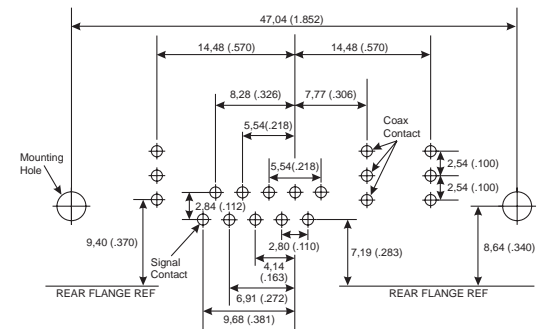 47,04 (1.852)
14,48 (.570)
14,48 (.570)
8,28 (.326)
7,77 (.306)
5,54(.218)
Coax
Contact
Mounting
Hole
5,54(.218)
2,54 (.100)
2,54 (.100)
2,84 (.112)
9,40 (.370)
Signal
Contact
2,80 (.110)
7,19 (.283)
8,64 (.340)
4,14
(.163)
REAR FLANGE REF
REAR FLANGE REF
6,91 (.272)
9,68 (.381)